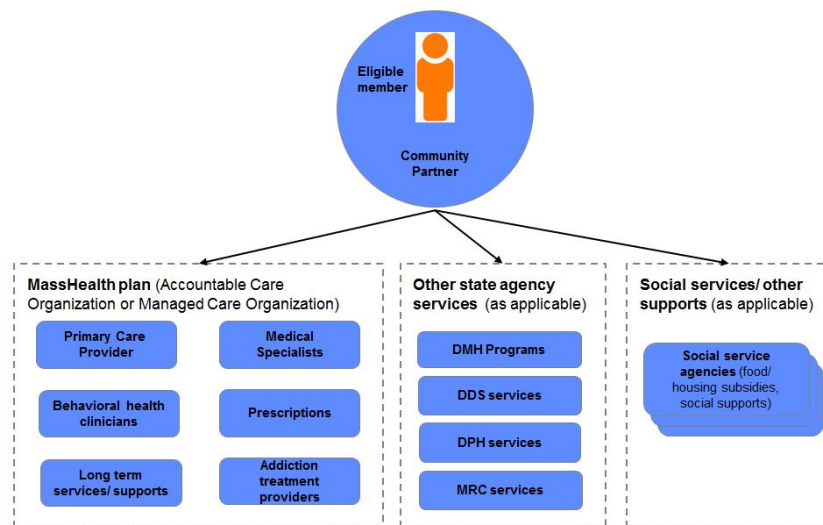 Eligible
member
Community
Partner
MassHealth plan (Accountable Care
Organization or Managed Care Organization)
Primary Care
Provider
Medical
Specialists
Behavioral health
clinicians
Prescriptions
Long term
services/ supports
Addiction
treatment
providers
Other state agency
services (as applicable)
DMH Programs
DDS services
DPH services
MRC services
Social services/ other
supports (as applicable)
Social service
agencies (food/
housing subsidies,
social supports)